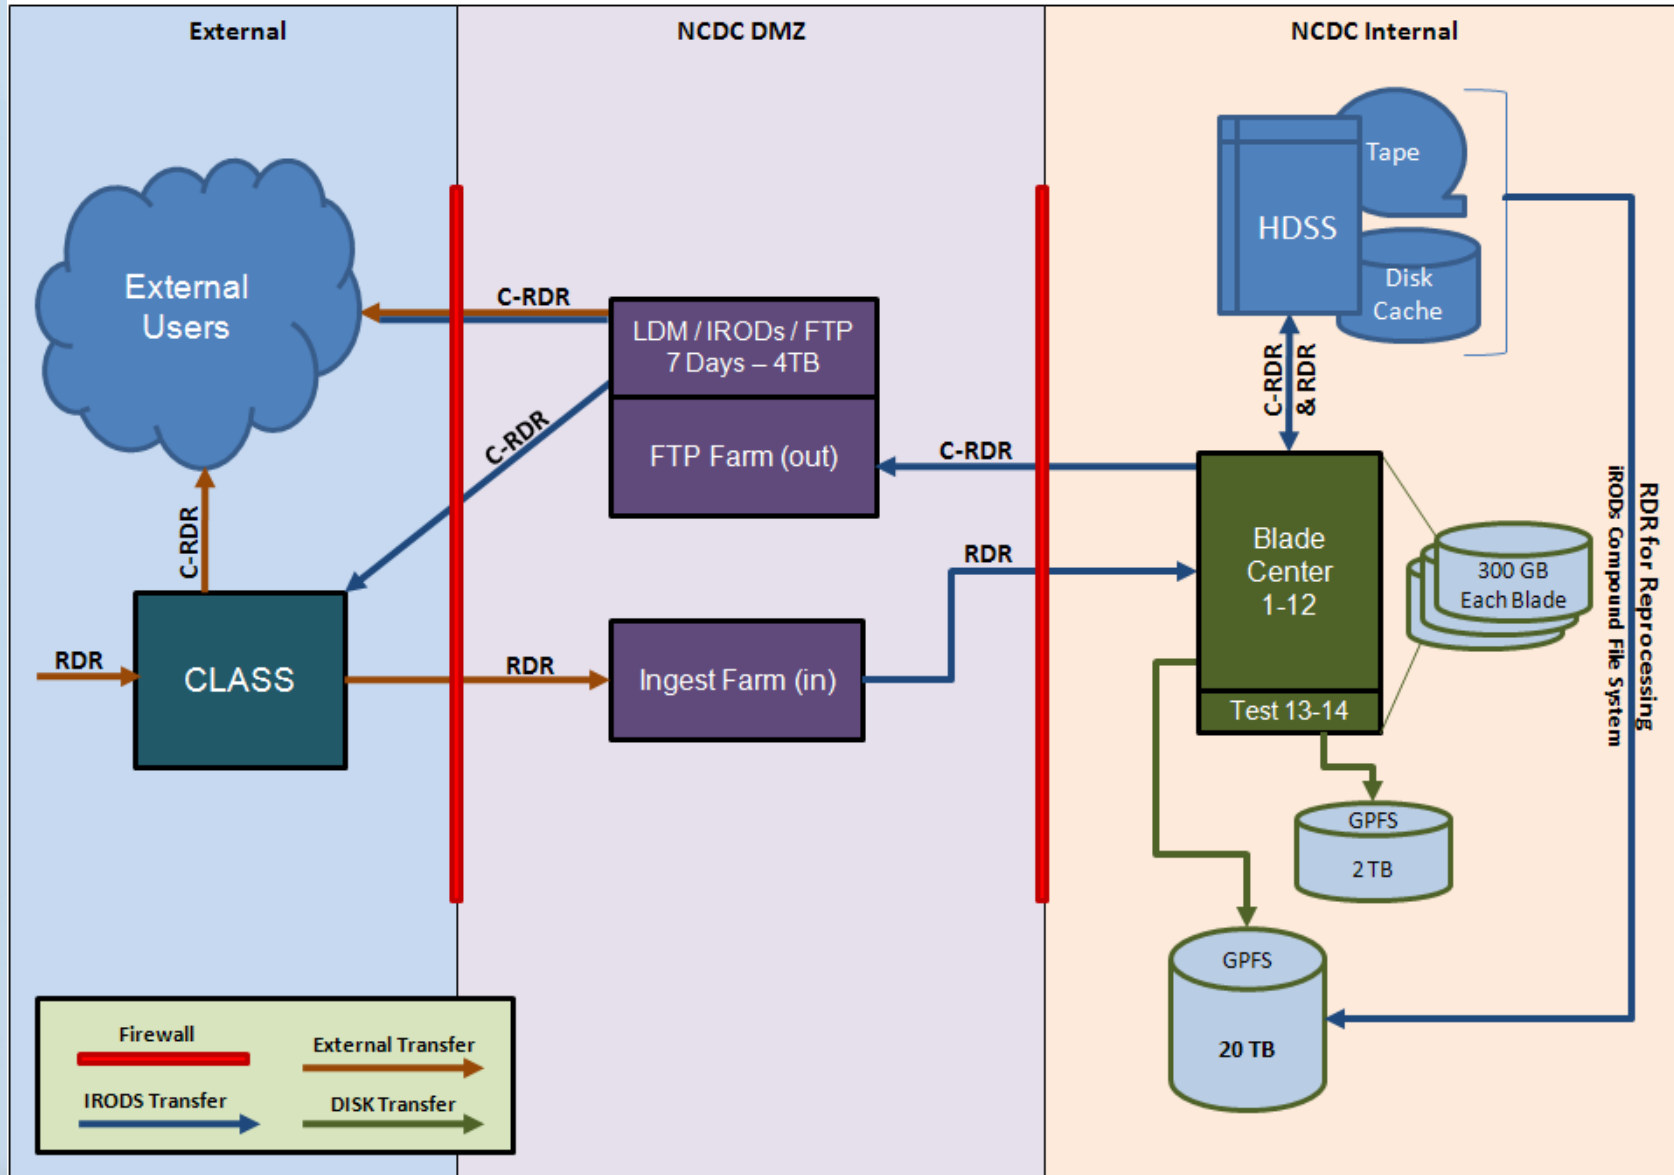 External
NCDC DMZ
NCDC Internal
Tape
HDSS
Disk
Cache
External
Users
C-RDR
LDM / IRODs / FTP
7 Days – 4TB
C-RDR
& RDR
C-RDR
FTP Farm (out)
C-RDR
C-RDR
RDR
Blade
Center
1-12
300 GB
Each Blade
RDR for Reprocessing
iRODs Compound File System
RDR
CLASS
RDR
Ingest Farm (in)
Test 13-14
GPFS
2 TB
GPFS
20 TB
Firewall
External Transfer
IRODS Transfer
DISK Transfer